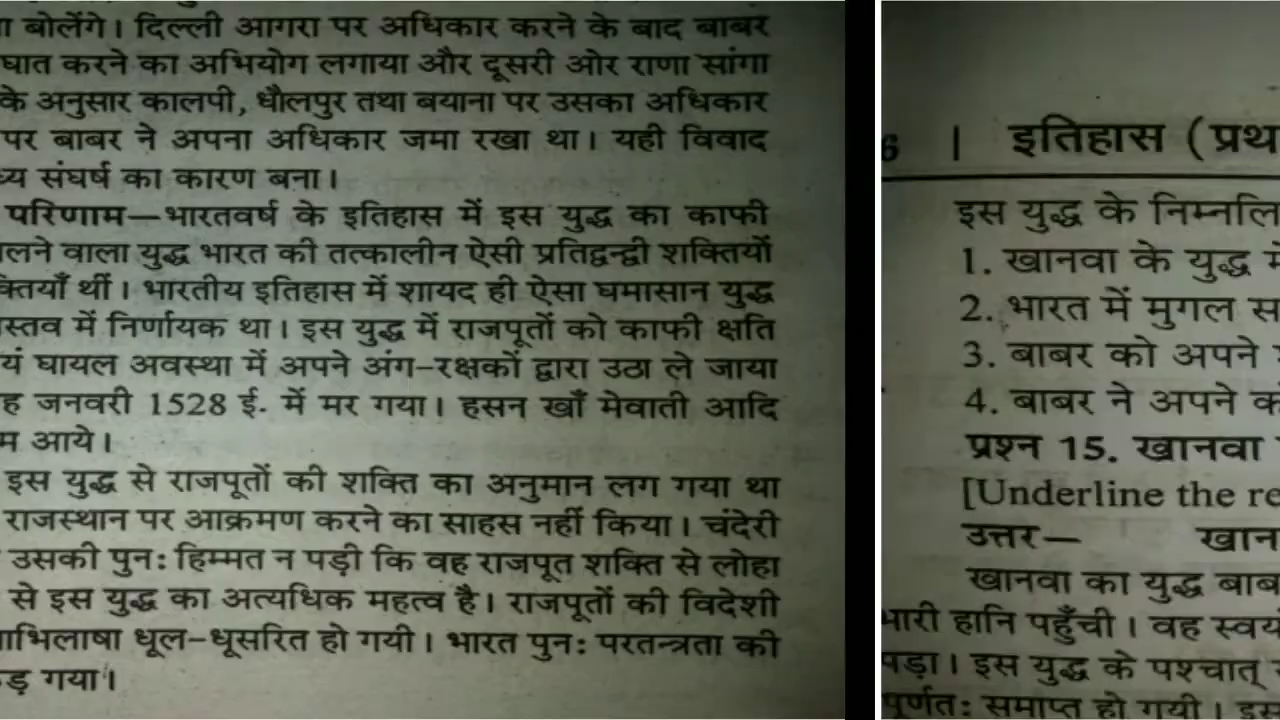 बोलेंगे। दिल्ली आगरा पर अधिकार करने के बाद बाबर
घात करने का अभियोग लगाया और दूसरी ओर राणा सांगा
के अनुसार कालपी, धौलपुर तथा बयाना पर उसका अधिकार
पर बाबर ने अपना अधिकार जमा रखा था। यही विवाद
संघर्ष का कारण बना।
परिणाम—भारतवर्ष के इतिहास में इस युद्ध का काफी
वाला युद्ध भारत की तत्कालीन ऐसी प्रतिद्वन्द्वी शक्तियों
थीं। भारतीय इतिहास में शायद ही ऐसा घमासान युद्ध
में निर्णायक था। इस युद्ध में राजपूतों को काफी क्षति
घायल अवस्था में अपने अंग-रक्षकों द्वारा उठा ले जाया
जनवरी 1528 ई. में मर गया। हसन खाँ मेवाती आदि
आये।
इस युद्ध से राजपूतों की शक्ति का अनुमान लग गया था
राजस्थान पर आक्रमण करने का साहस नहीं किया। चंदेरी
उसकी पुनः हिम्मत न पड़ी कि वह राजपूत शक्ति से लोहा
से इस युद्ध का अत्यधिक महत्व है। राजपूतों की विदेशी
धूल-धूसरित हो गयी। भारत पुनः परतन्त्रता की
गया।
6 | इतिहास (प्रथ
इस युद्ध के निम्नलि
1. खानवा के युद्ध
2. भारत में मुगल स
3. बाबर को अपने
4. बाबर ने अपने
प्रश्न 15. खानवा
[Underline the re
उत्तर— खान
खानवा का युद्ध बाब
भारी हानि पहुँची। वह स्वयं
पड़ा। इस युद्ध के पश्चात्
पूर्णतः समाप्त हो गयी। इस